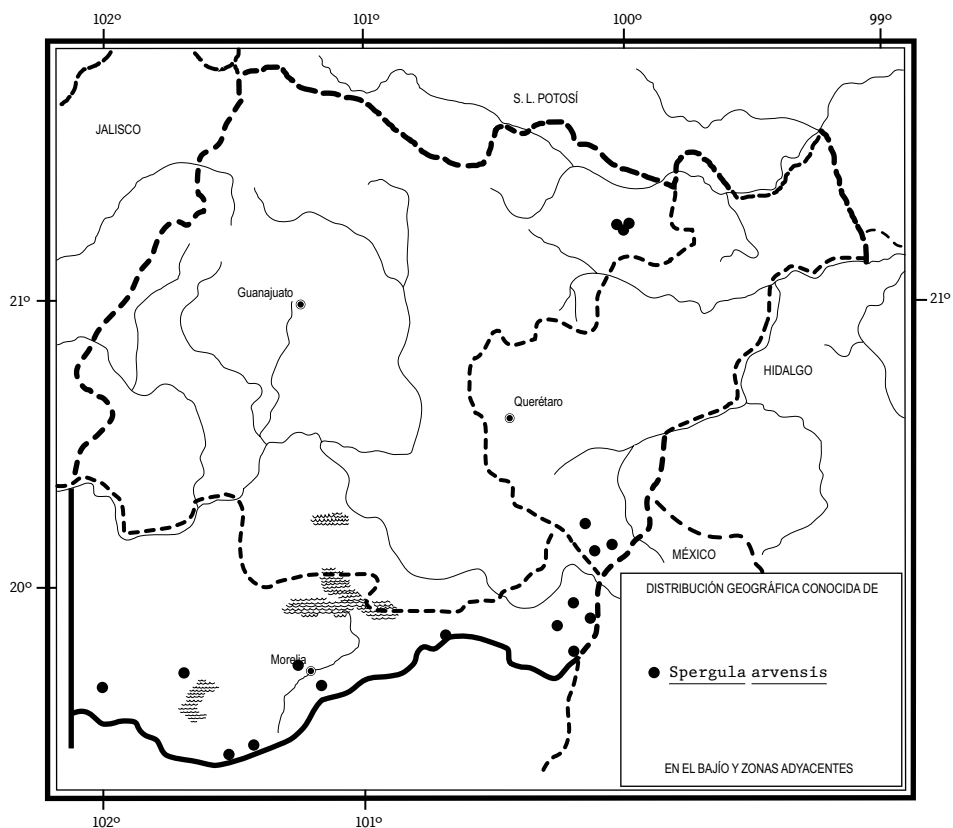 102º 101º 100º 99º
S. L. POTOSÍ
JALISCO
Guanajuato
21º 21º
HIDALGO
Querétaro
MÉXICO
20º
DISTRIBUCIÓN GEOGRÁFICA CONOCIDA DE
Morelia
Spergula arvensis
EN EL BAJÍO Y ZONAS ADYACENTES
102º 101º